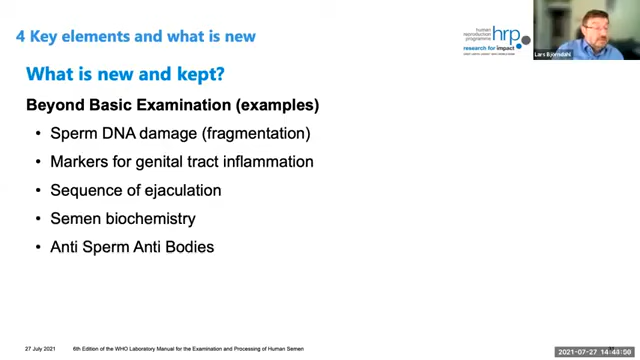 4 Key elements and what is new
human
reproduction
programme
hrp
research for impact
Lars Björndahl
What is new and kept?
Beyond Basic Examination (examples)
• Sperm DNA damage (fragmentation)
• Markers for genital tract inflammation
• Sequence of ejaculation
• Semen biochemistry
• Anti Sperm Anti Bodies
27 July 2021
6th Edition of the WHO Laboratory Manual for the Examination and Processing of Human Semen
2021-07-27